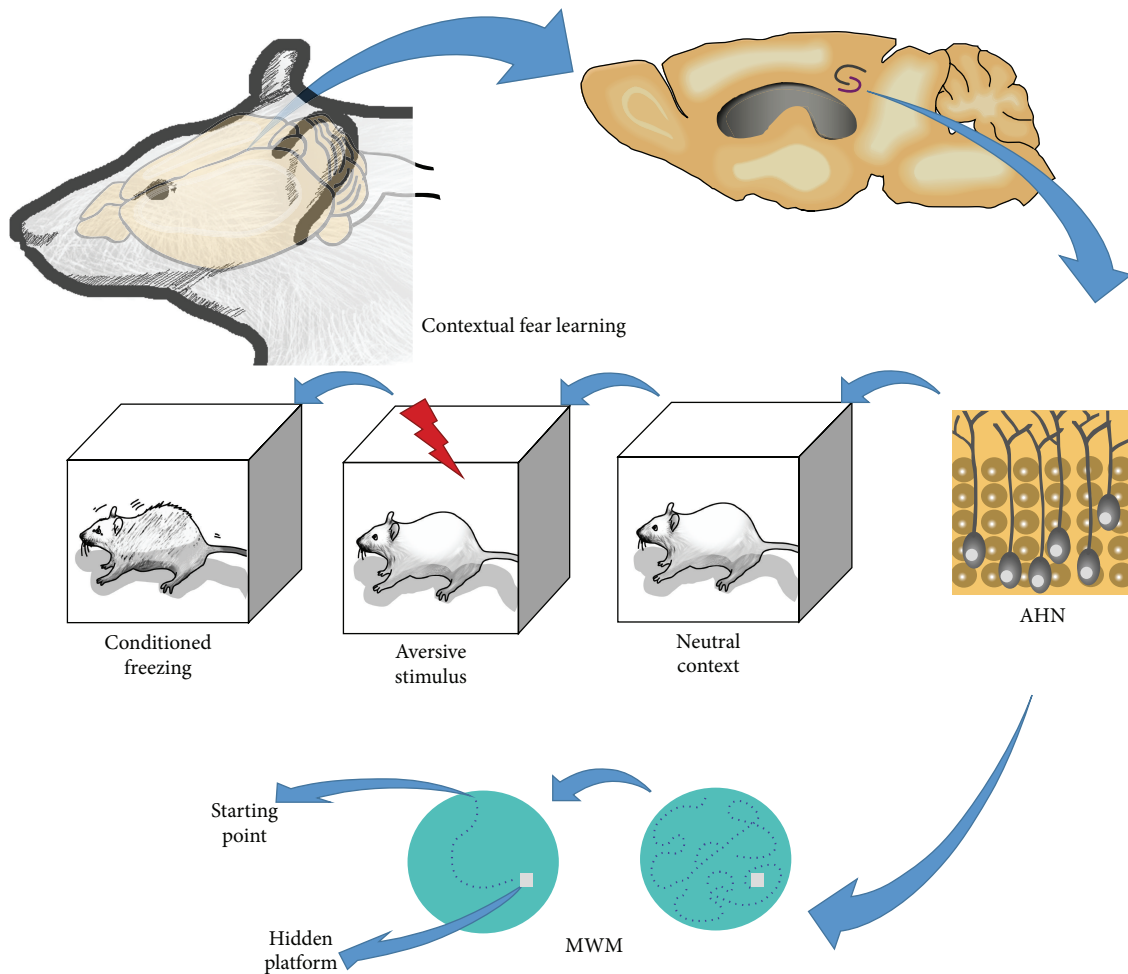 Contextual fear learning
Conditioned
freezing
Aversive
stimulus
Neutral
context
AHN
Starting
point
Hidden
platform
MWM